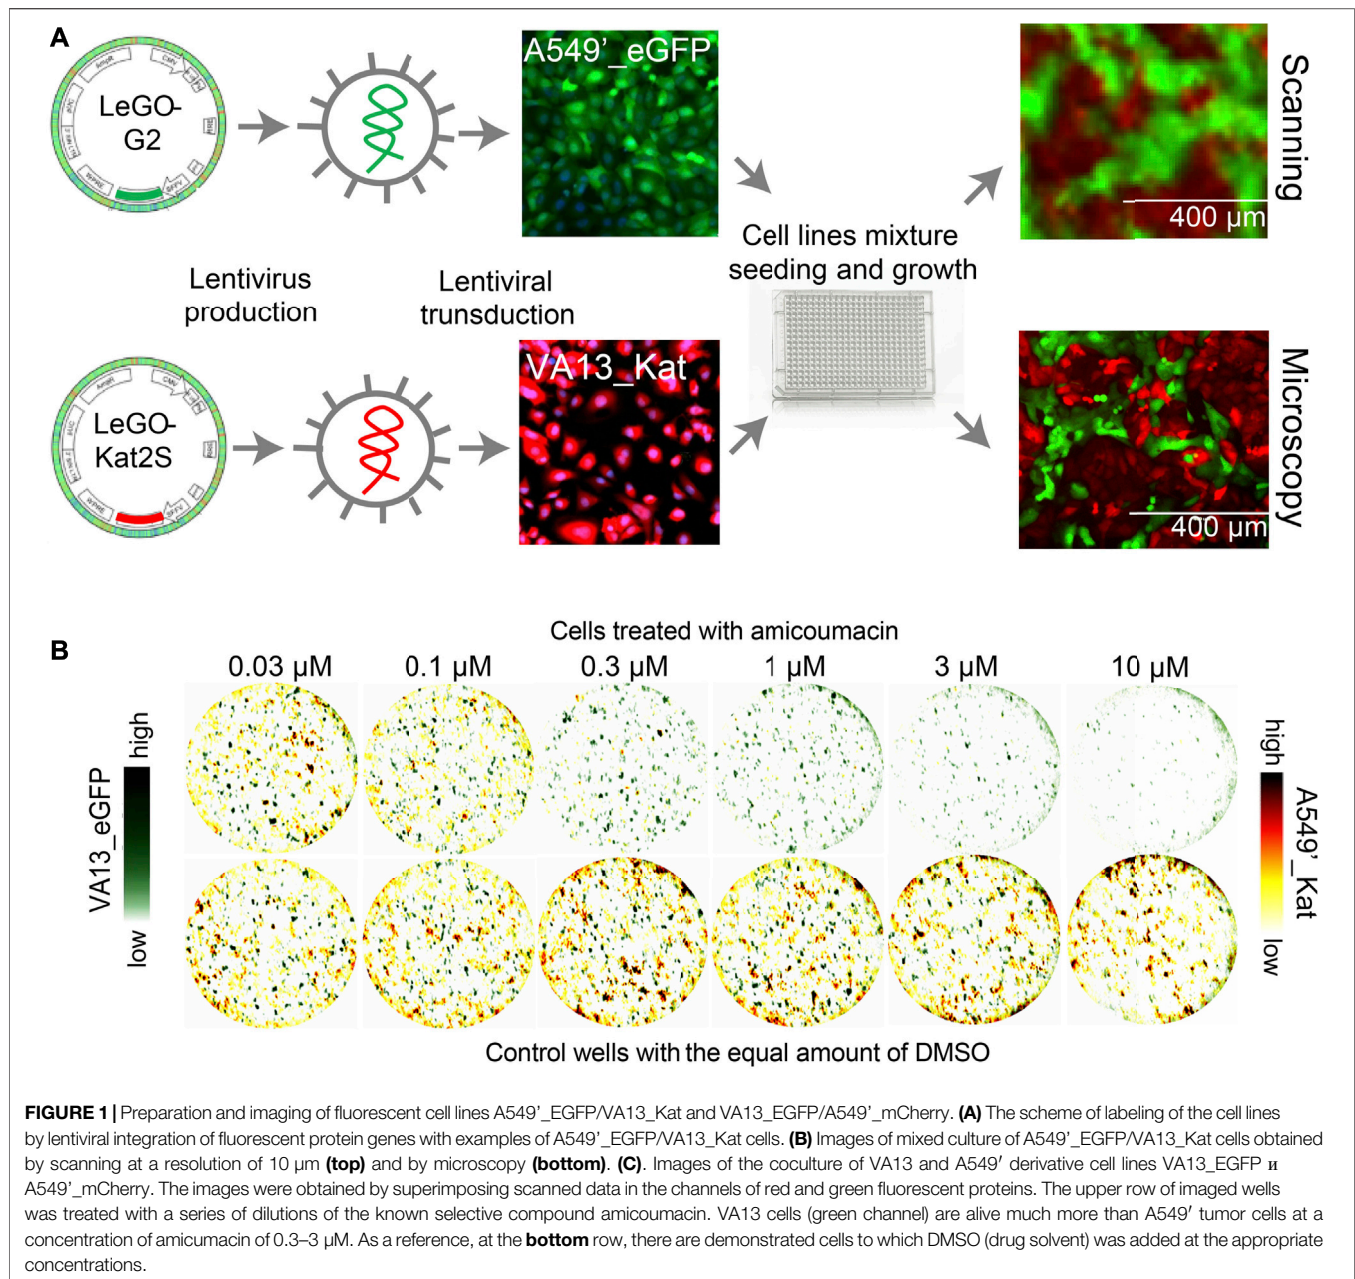 A
LeGO-
G2
AmpR
CMV
pUC
WPRE
SFFV
A549’_eGFP
400 µm
Scanning
Cell lines mixture
seeding and growth
Lentivirus
production
Lentiviral
trunsduction
LeGO-
Kat2S
AmpR
CMV
pUC
WPRE
SFFV
VA13_Kat
400 µm
Microscopy
B
Cells treated with amicoumacin
0.03 µM 0.1 µM 0.3 µM 1 µM 3 µM 10 µM
VA13_eGFP
high
low
high
low
A549’_Kat
Control wells with the equal amount of DMSO
FIGURE 1 | Preparation and imaging of fluorescent cell lines A549’_EGFP/VA13_Kat and VA13_EGFP/A549’_mCherry. (A) The scheme of labeling of the cell lines
by lentiviral integration of fluorescent protein genes with examples of A549’_EGFP/VA13_Kat cells. (B) Images of mixed culture of A549’_EGFP/VA13_Kat cells obtained
by scanning at a resolution of 10 µm (top) and by microscopy (bottom). (C). Images of the coculture of VA13 and A549′ derivative cell lines VA13_EGFP и
A549’_mCherry. The images were obtained by superimposing scanned data in the channels of red and green fluorescent proteins. The upper row of imaged wells
was treated with a series of dilutions of the known selective compound amicoumacin. VA13 cells (green channel) are alive much more than A549′ tumor cells at a
concentration of amicumacin of 0.3–3 µM. As a reference, at the bottom row, there are demonstrated cells to which DMSO (drug solvent) was added at the appropriate
concentrations.